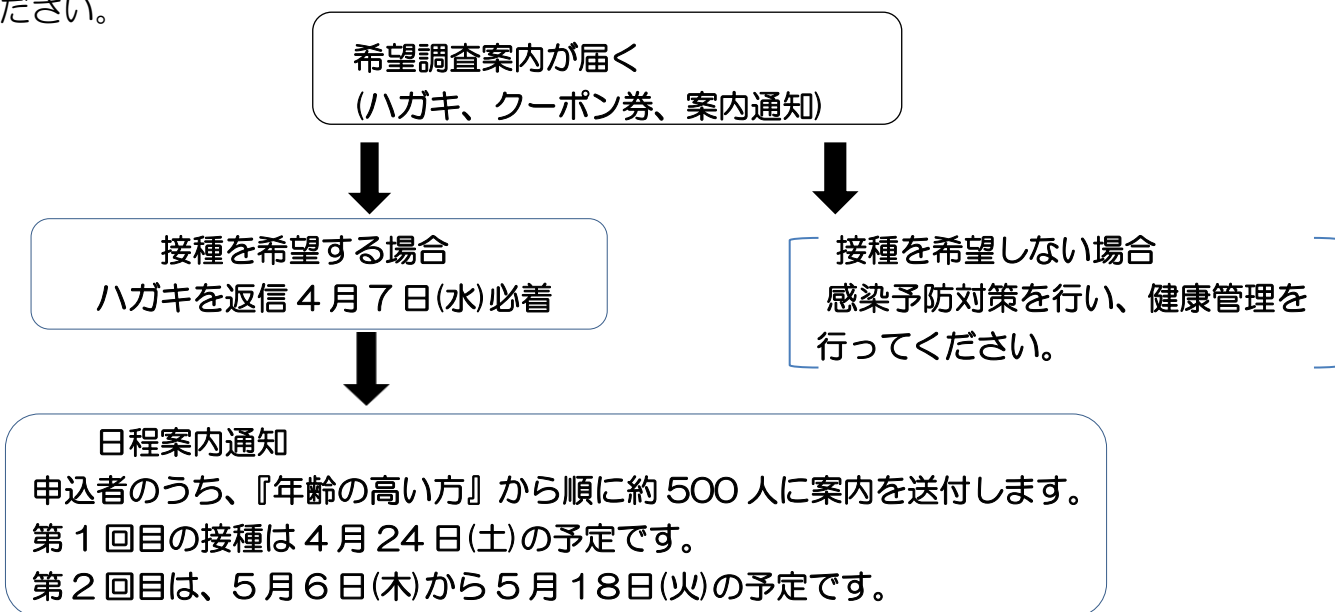 ださい。
希望調査案内が届く
(ハガキ、クーポン券、案内通知)
接種を希望する場合
ハガキを返信4月7日(水)必着
接種を希望しない場合
感染予防対策を行い、健康管理を
行ってください。
日程案内通知
申込者のうち、『年齢の高い方』から順に約500人に案内を送付します。
第1回目の接種は4月24日(土)の予定です。
第2回目は、5月6日(木)から5月18日(火)の予定です。